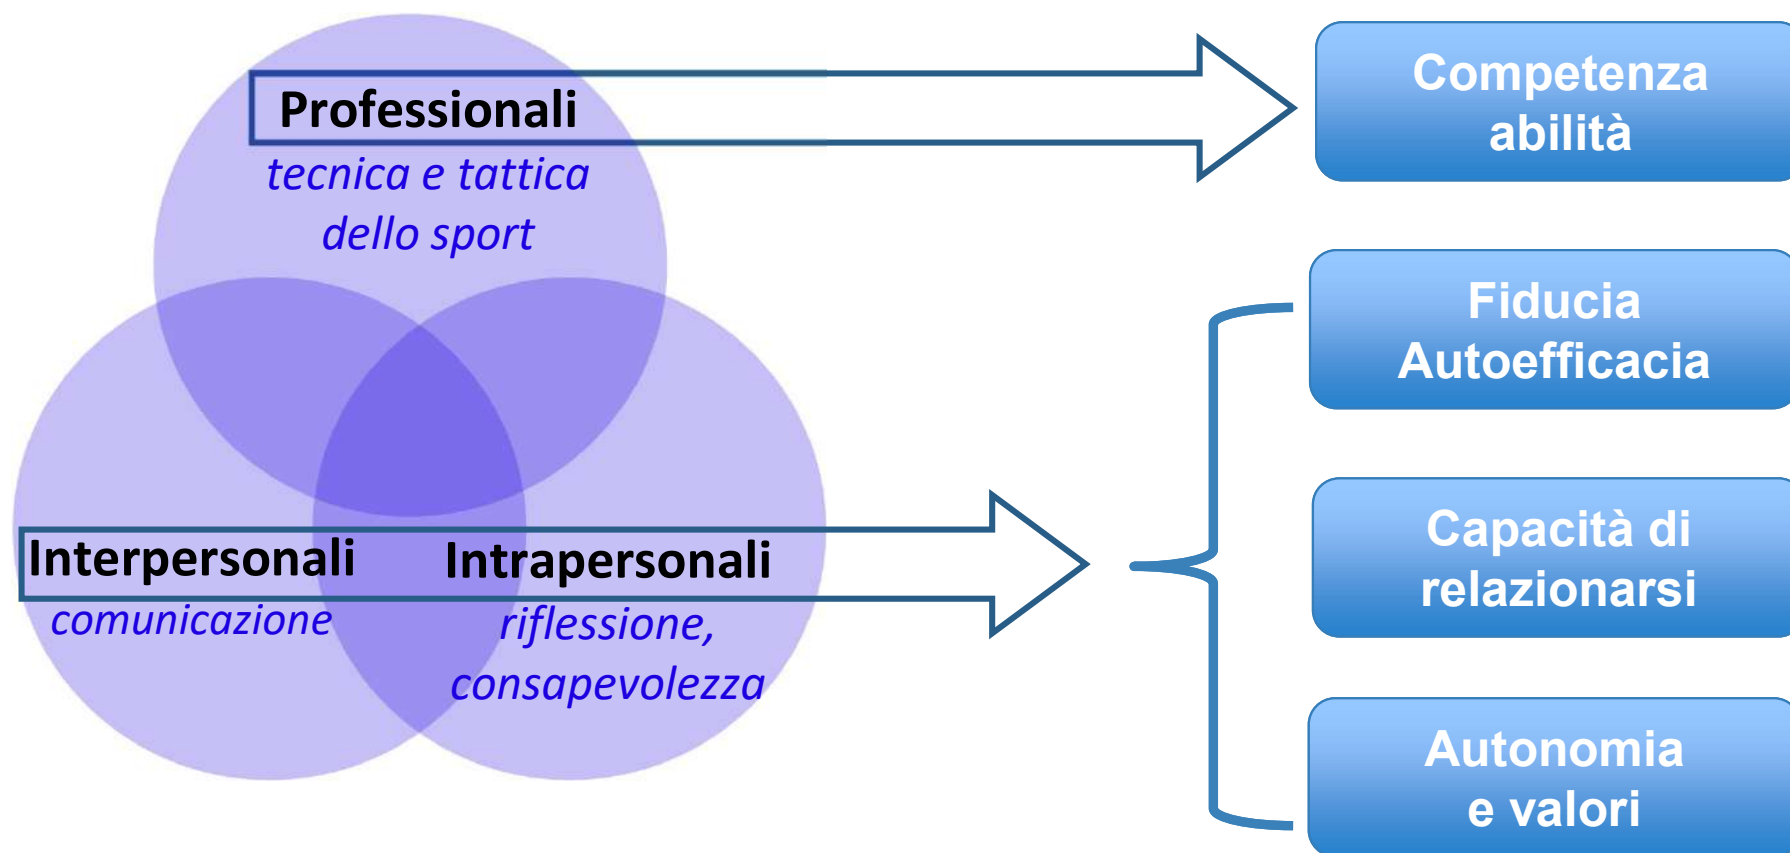 Professionali
tecnica e tattica
dello sport
Interpersonali
comunicazione
Intrapersonali
riflessione,
consapevolezza
Competenza
abilità
Fiducia
Autoefficacia
Capacità di
relazionarsi
Autonomia
e valori